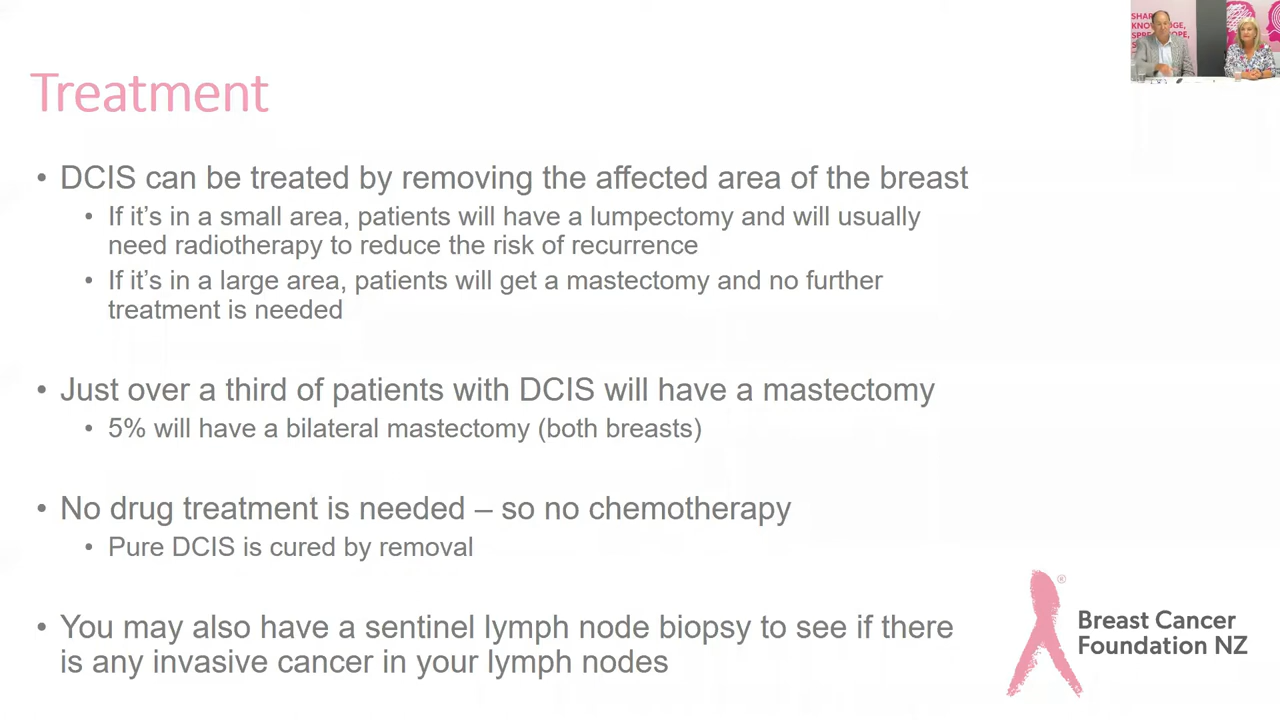 SHAR
KNOWLEDGE,
Treatment
• DCIS can be treated by removing the affected area of the breast
• If it's in a small area, patients will have a lumpectomy and will usually
need radiotherapy to reduce the risk of recurrence
• If it's in a large area, patients will get a mastectomy and no further
treatment is needed
• Just over a third of patients with DCIS will have a mastectomy
• 5% will have a bilateral mastectomy (both breasts)
• No drug treatment is needed – so no chemotherapy
• Pure DCIS is cured by removal
• You may also have a sentinel lymph node biopsy to see if there
is any invasive cancer in your lymph nodes
®
Breast Cancer
Foundation NZ